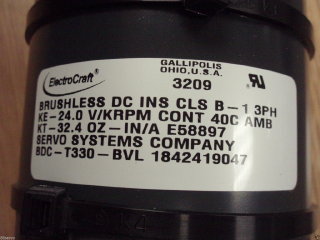 GALLIPOLIS
OHIO, U.S.A.
ElectroCraft
3209
BRUSHLESS DC INS CLS B-1 3PH
KE-24.0 V/KRPM CONT 40C AMB
KT-32.4 OZ-IN/A E58897
SERVO SYSTEMS COMPANY
BDC-T330-BVL 1842419047